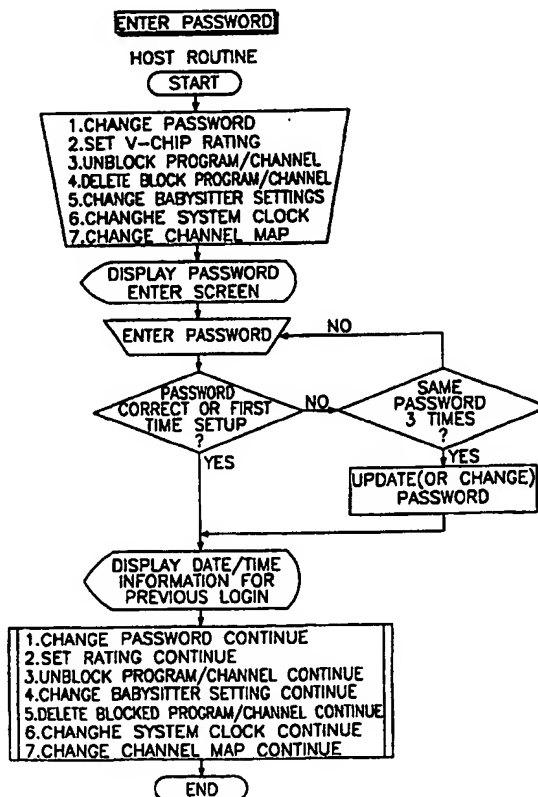 ENTER PASSWORD
HOST ROUTINE
START
1.CHANGE PASSWORD
2.SET V-CHIP RATING
3.UNBLOCK PROGRAM/CHANNEL
4.DELETE BLOCK PROGRAM/CHANNEL
5.CHANGE BABYSITTER SETTINGS
6.CHANGHE SYSTEM CLOCK
7.CHANGE CHANNEL MAP
DISPLAY PASSWORD
ENTER SCREEN
ENTER PASSWORD
NO
PASSWORD
CORRECT OR FIRST
TIME SETUP
?
NO
SAME
PASSWORD
3 TIMES
?
YES
YES
UPDATE(OR CHANGE)
PASSWORD
DISPLAY DATE/TIME
INFORMATION FOR
PREVIOUS LOGIN
1.CHANGE PASSWORD CONTINUE
2.SET RATING CONTINUE
3.UNBLOCK PROGRAM/CHANNEL CONTINUE
4.CHANGE BABYSITTER SETTING CONTINUE
5.DELETE BLOCKED PROGRAM/CHANNEL CONTINUE
6.CHANGHE SYSTEM CLOCK CONTINUE
7.CHANGE CHANNEL MAP CONTINUE
END